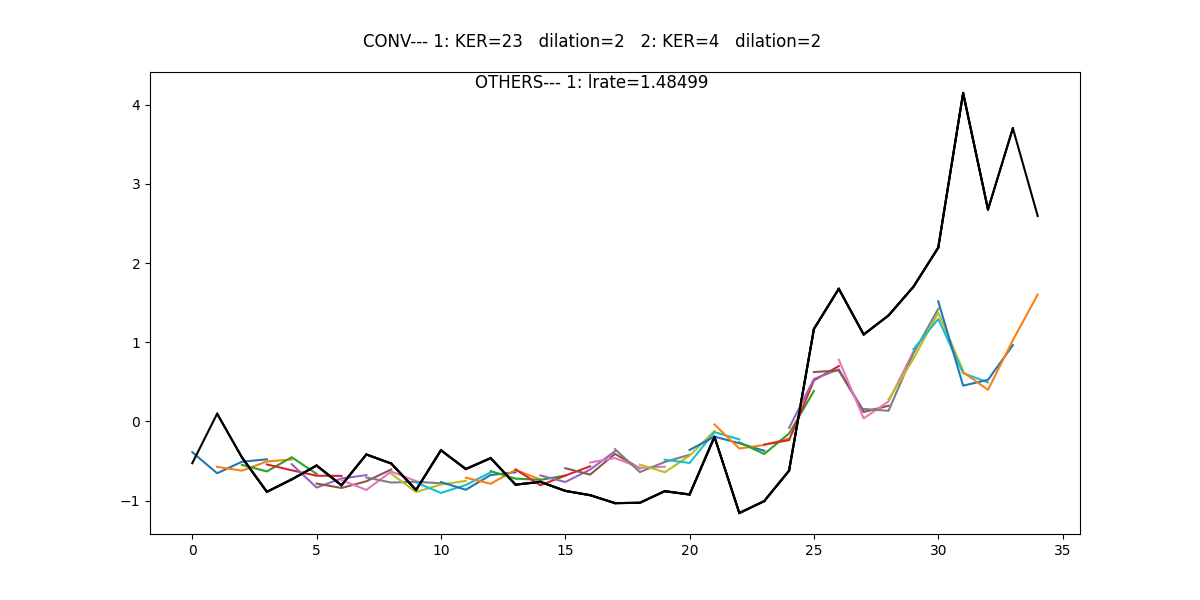 CONV--- 1: KER=23   dilation=2   2: KER=4   dilation=2
OTHERS--- 1: lrate=1.48499
4
3
2
1
0
−1
0 5 10 15 20 25 30 35